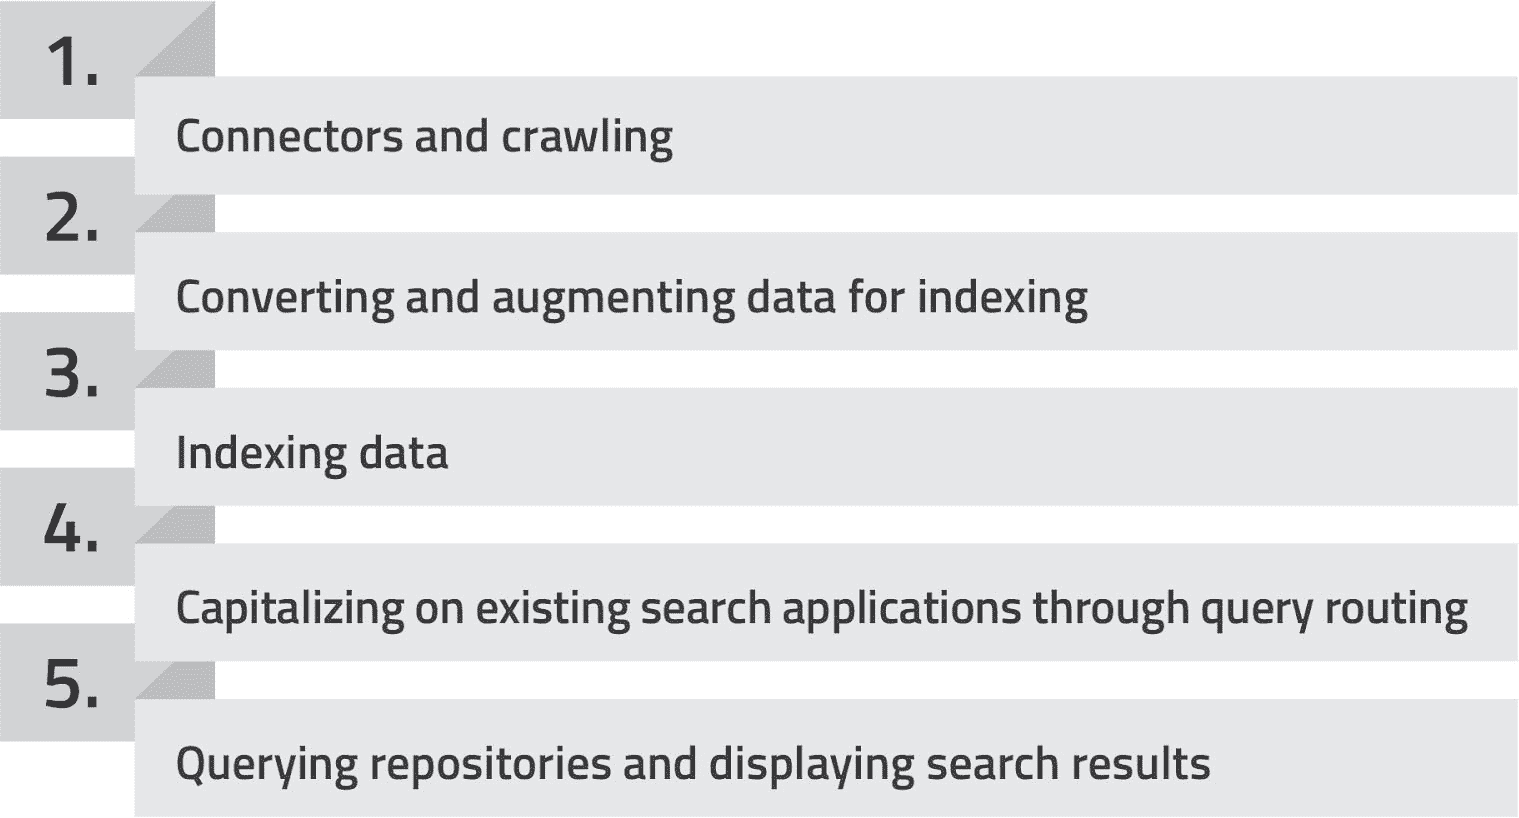 1.
Connectors and crawling
2.
Converting and augmenting data for indexing
3.
Indexing data
4.
Capitalizing on existing search applications through query routing
5.
Querying repositories and displaying search results